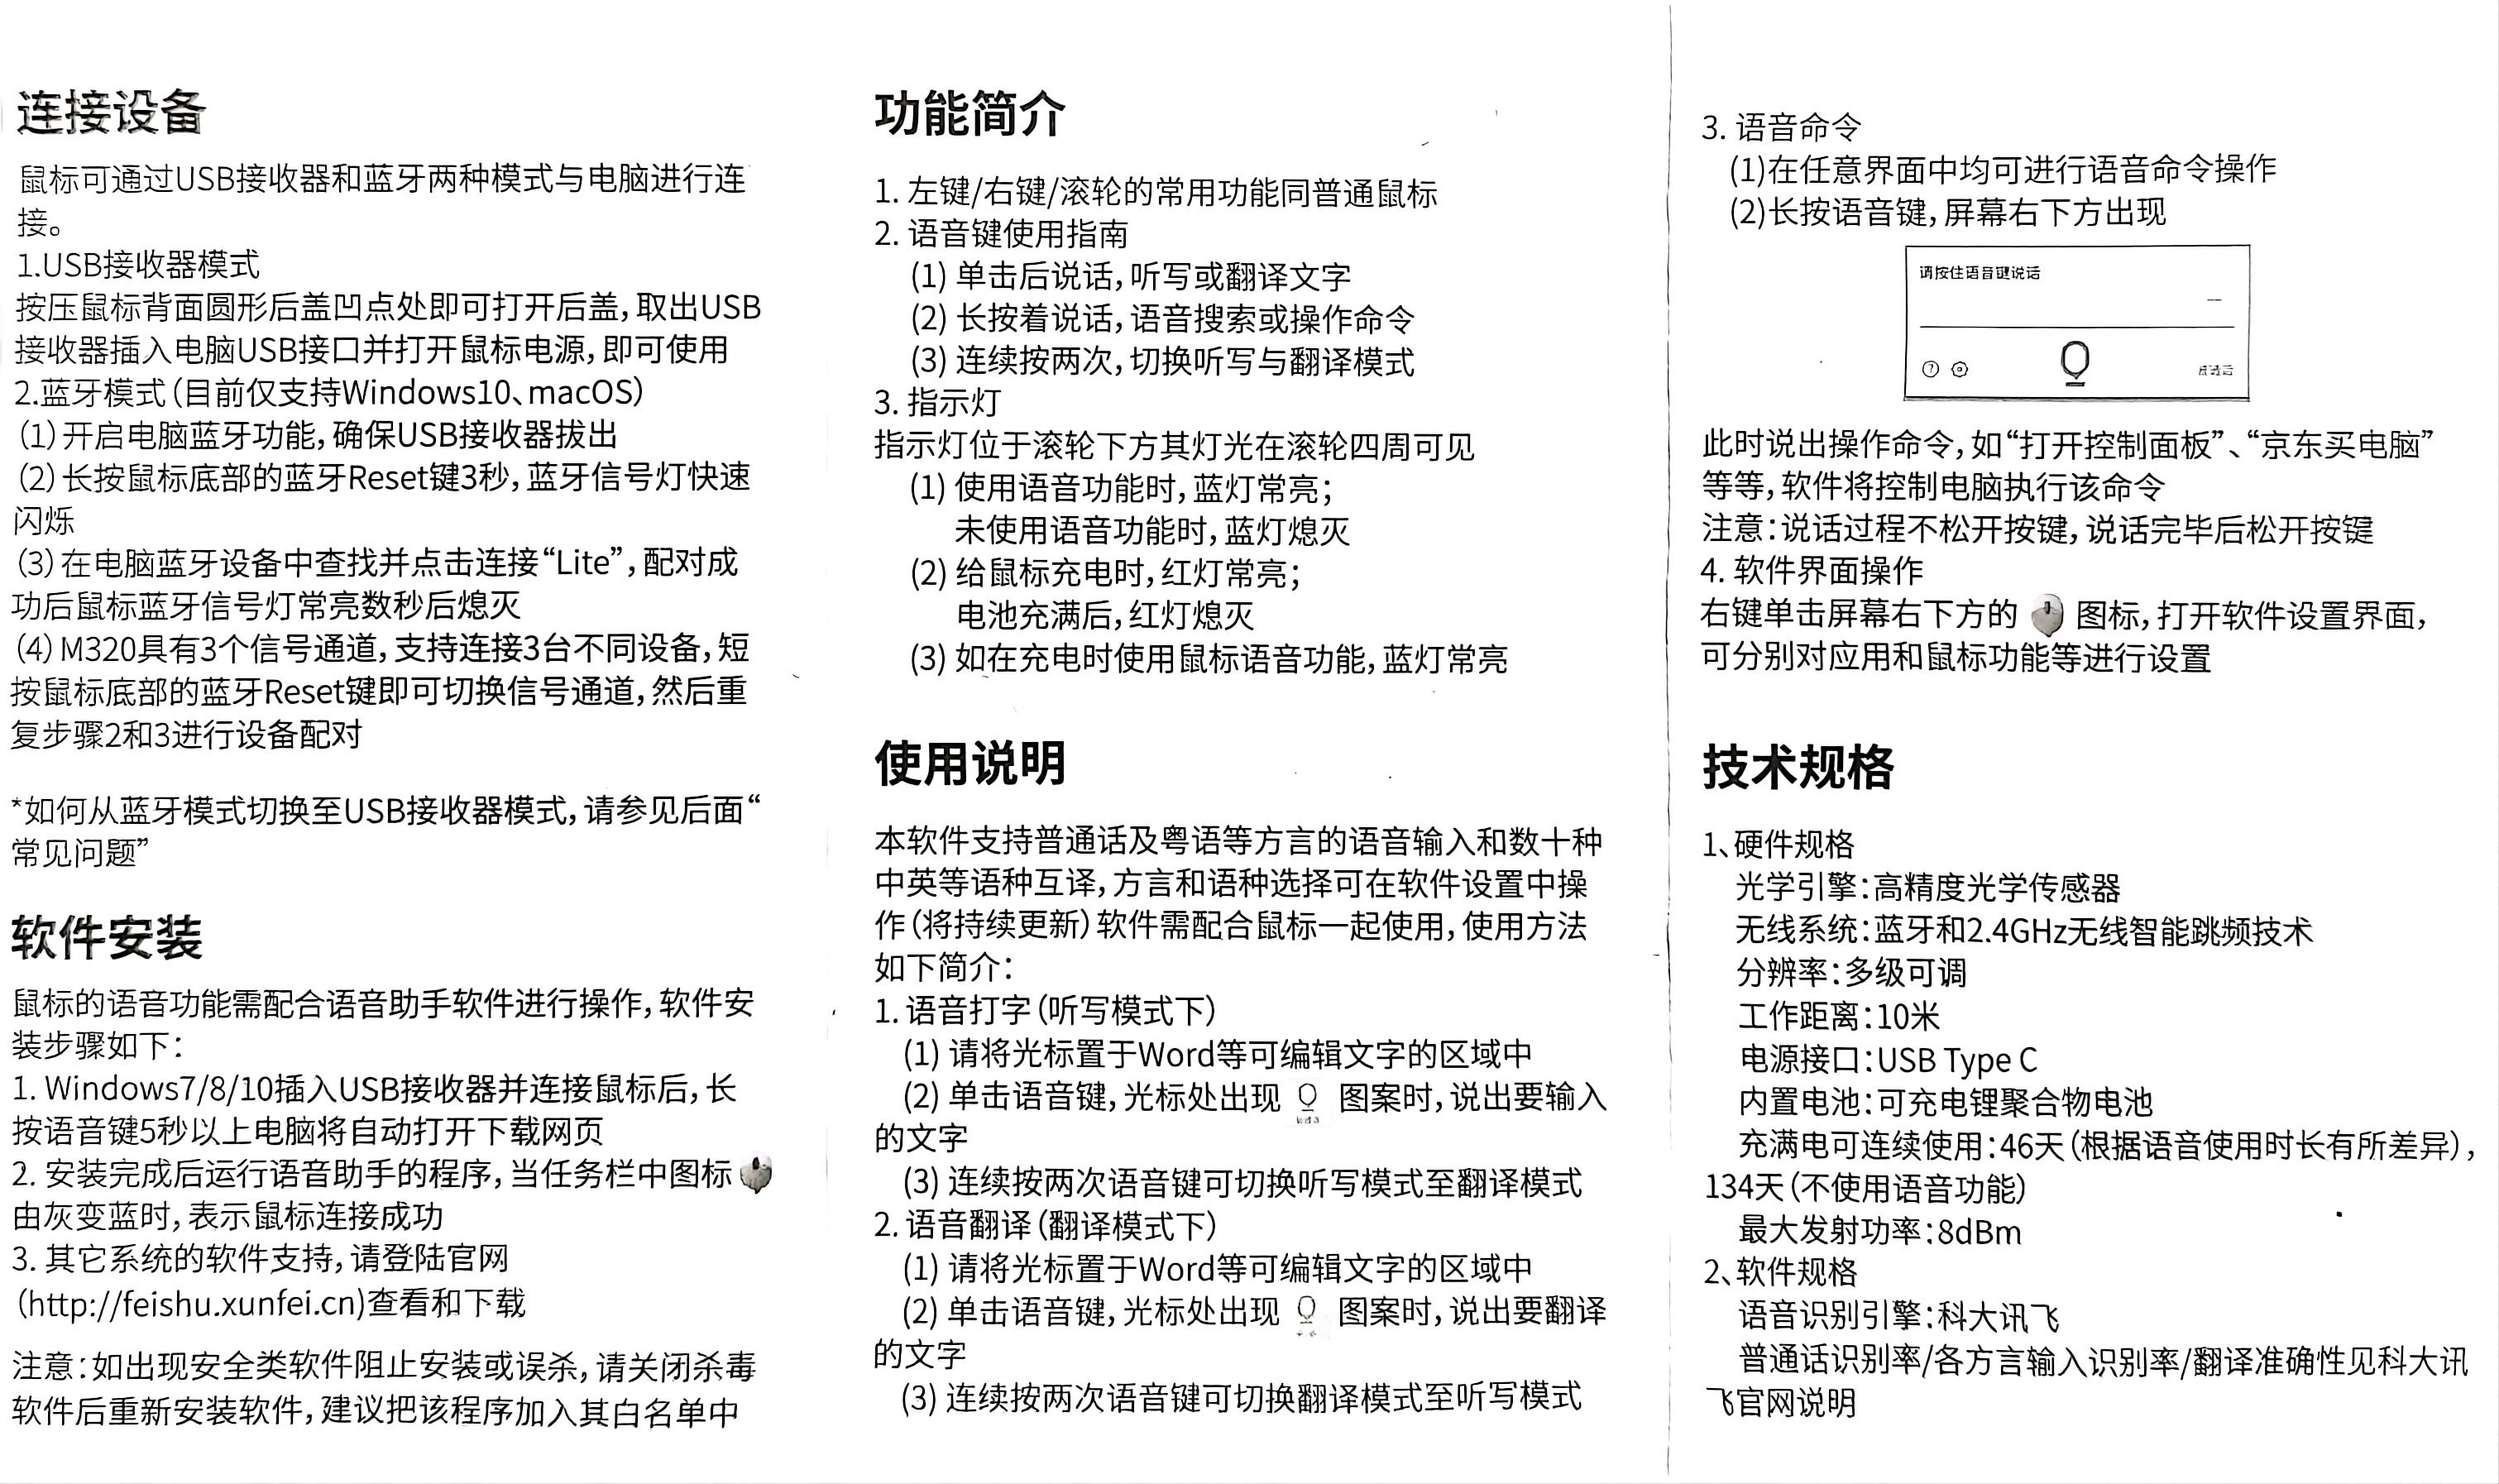 连接设备
鼠标可通过USB接收器和蓝牙两种模式与电脑进行连
接。
1.USB接收器模式
按压鼠标背面圆形后盖凹点处即可打开后盖，取出USB
接收器插入电脑USB接口并打开鼠标电源，即可使用
2.蓝牙模式（目前仅支持Windows10、macOS）
（1）开启电脑蓝牙功能，确保USB接收器拔出
（2）长按鼠标底部的蓝牙Reset键3秒，蓝牙信号灯快速
闪烁
（3）在电脑蓝牙设备中查找并点击连接“Lite”，配对成
功后鼠标蓝牙信号灯常亮数秒后熄灭
（4）M320具有3个信号通道，支持连接3台不同设备，短
按鼠标底部的蓝牙Reset键即可切换信号通道，然后重
复步骤2和3进行设备配对
*如何从蓝牙模式切换至USB接收器模式，请参见后面“
常见问题”
软件安装
鼠标的语音功能需配合语音助手软件进行操作，软件安
装步骤如下：
1. Windows7/8/10插入USB接收器并连接鼠标后，长
按语音键5秒以上电脑将自动打开下载网页
2. 安装完成后运行语音助手的程序，当任务栏中图标
由灰变蓝时，表示鼠标连接成功
3. 其它系统的软件支持，请登陆官网
（http://feishu.xunfei.cn)查看和下载
注意：如出现安全类软件阻止安装或误杀，请关闭杀毒
软件后重新安装软件，建议把该程序加入其白名单中
功能简介
1. 左键/右键/滚轮的常用功能同普通鼠标
2. 语音键使用指南
(1) 单击后说话，听写或翻译文字
(2) 长按着说话，语音搜索或操作命令
(3) 连续按两次，切换听写与翻译模式
3. 指示灯
指示灯位于滚轮下方其灯光在滚轮四周可见
(1) 使用语音功能时，蓝灯常亮；
未使用语音功能时，蓝灯熄灭
(2) 给鼠标充电时，红灯常亮；
电池充满后，红灯熄灭
(3) 如在充电时使用鼠标语音功能，蓝灯常亮
使用说明
本软件支持普通话及粤语等方言的语音输入和数十种
中英等语种互译，方言和语种选择可在软件设置中操
作（将持续更新）软件需配合鼠标一起使用，使用方法
如下简介：
1. 语音打字（听写模式下）
(1) 请将光标置于Word等可编辑文字的区域中
(2) 单击语音键，光标处出现 图案时，说出要输入
的文字
(3) 连续按两次语音键可切换听写模式至翻译模式
2. 语音翻译（翻译模式下）
(1) 请将光标置于Word等可编辑文字的区域中
(2) 单击语音键，光标处出现 图案时，说出要翻译
的文字
(3) 连续按两次语音键可切换翻译模式至听写模式
3. 语音命令
(1)在任意界面中均可进行语音命令操作
(2)长按语音键，屏幕右下方出现
请按住语音键说话
此时说出操作命令，如“打开控制面板”、“京东买电脑”
等等，软件将控制电脑执行该命令
注意：说话过程不松开按键，说话完毕后松开按键
4. 软件界面操作
右键单击屏幕右下方的 图标，打开软件设置界面，
可分别对应用和鼠标功能等进行设置
技术规格
1、硬件规格
光学引擎：高精度光学传感器
无线系统：蓝牙和2.4GHz无线智能跳频技术
分辨率：多级可调
工作距离：10米
电源接口：USB Type C
内置电池：可充电锂聚合物电池
充满电可连续使用：46天（根据语音使用时长有所差异），
134天（不使用语音功能）
最大发射功率：8dBm
2、软件规格
语音识别引擎：科大讯飞
普通话识别率/各方言输入识别率/翻译准确性见科大讯
飞官网说明